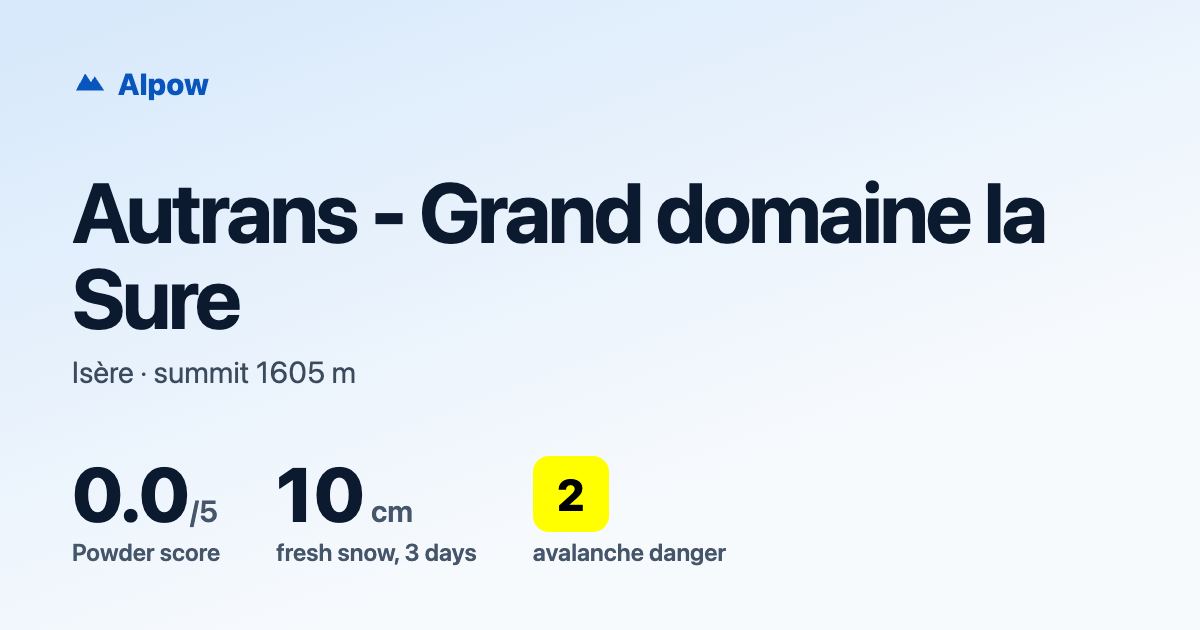 Alpow
Autrans - Grand domaine la
Sure
Isère · summit 1605 m
0.0/5
10 cm
2
Powder score
fresh snow, 3 days
avalanche danger